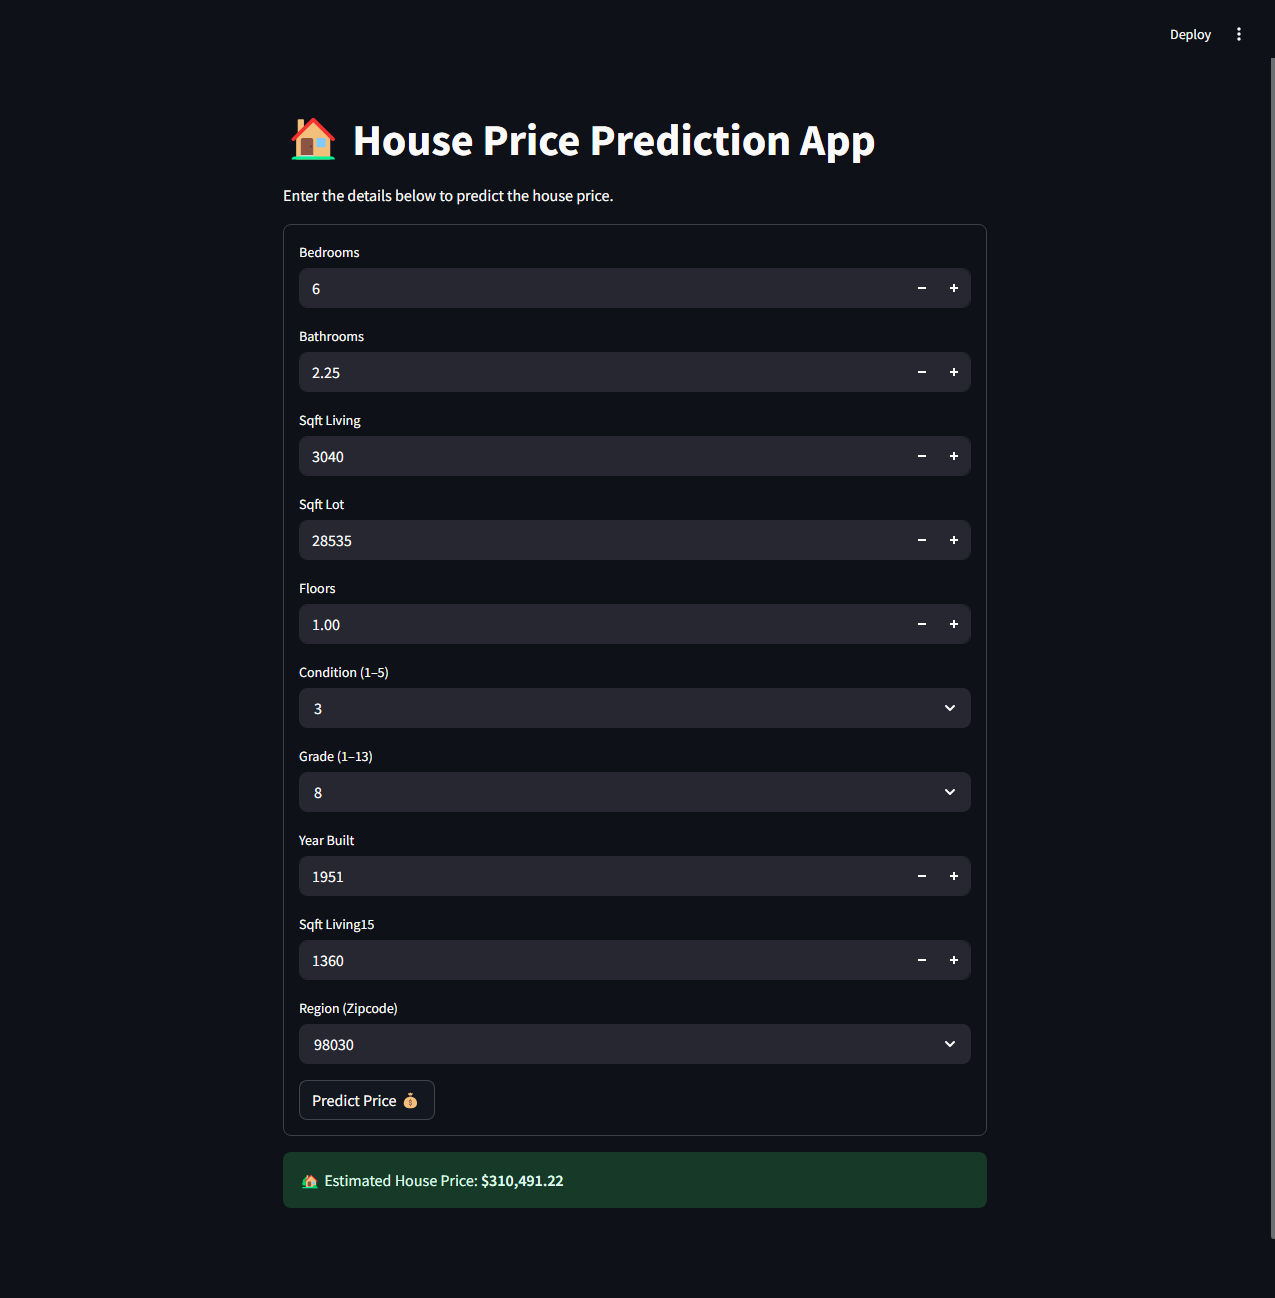 Deploy
House Price Prediction App
Enter the details below to predict the house price.
Bedrooms
6
Bathrooms
2.25
Sqft Living
3040
Sqft Lot
28535
Floors
1.00
Condition (1–5)
3
Grade (1–13)
8
Year Built
1951
Sqft Living15
1360
Region (Zipcode)
98030
Predict Price
Estimated House Price: $310,491.22